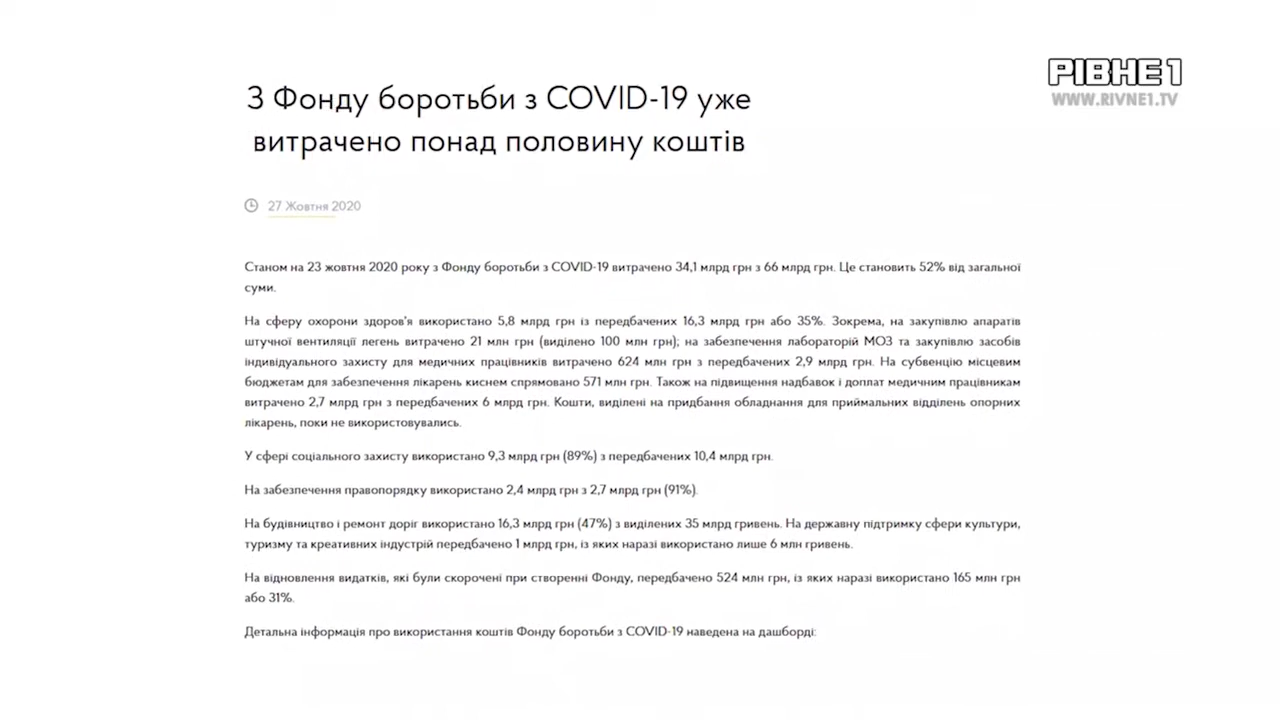 РІВНЕ 1
WWW.RIVNE1.TV
З Фонду боротьби з COVID-19 уже
витрачено понад половину коштів
27 Жовтня 2020
Станом на 23 жовтня 2020 року з Фонду боротьби з COVID-19 витрачено 34,1 млрд грн з 66 млрд грн. Це становить 52% від загальної
суми.
На сферу охорони здоров'я використано 5,8 млрд грн із передбачених 16,3 млрд грн або 35%. Зокрема, на закупівлю апаратів
штучної вентиляції легень витрачено 21 млн грн (виділено 100 млн грн); на забезпечення лабораторій МОЗ та закупівлю засобів
індивідуального захисту для медичних працівників витрачено 624 млн грн з передбачених 2,9 млрд грн. На субвенцію місцевим
бюджетам для забезпечення лікарень киснем спрямовано 571 млн грн. Також на підвищення надбавок і доплат медичним працівникам
витрачено 2,7 млрд грн з передбачених 6 млрд грн. Кошти, виділені на придбання обладнання для приймальних відділень опорних
лікарень, поки не використовувались.
У сфері соціального захисту використано 9,3 млрд грн (89%) з передбачених 10,4 млрд грн.
На забезпечення правопорядку використано 2,4 млрд грн з 2,7 млрд грн (91%).
На будівництво і ремонт доріг використано 16,3 млрд грн (47%) з виділених 35 млрд гривень. На державну підтримку сфери культури,
туризму та креативних індустрій передбачено 1 млрд грн, із яких наразі використано лише 6 млн гривень.
На відновлення видатків, які були скорочені при створенні Фонду, передбачено 524 млн грн, із яких наразі використано 165 млн грн
або 31%.
Детальна інформація про використання коштів Фонду боротьби з COVID-19 наведена на дашборді: